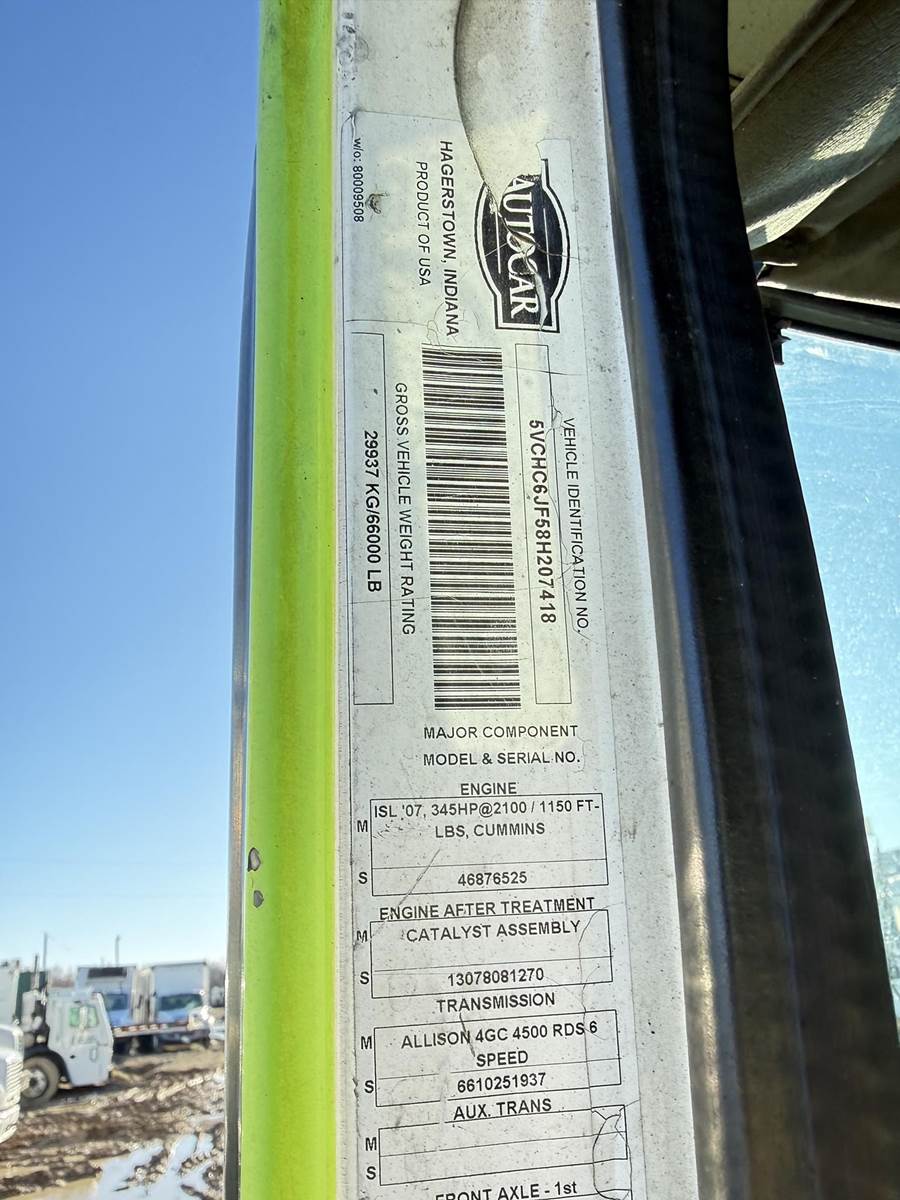 AUTOCAR
HAGERSTOWN, INDIANA
PRODUCT OF USA
w/o: 80009508
VEHICLE IDENTIFICATION NO.
5VCHC6JF58H207418
GROSS VEHICLE WEIGHT RATING
29937 KG/66000 LB
MAJOR COMPONENT
MODEL & SERIAL NO.
ENGINE
M ISL '07, 345HP@2100 / 1150 FT-
LBS, CUMMINS
S 46876525
ENGINE AFTER TREATMENT
M CATALYST ASSEMBLY
S 13078081270
TRANSMISSION
M ALLISON 4GC 4500 RDS 6
SPEED
S 6610251937
AUX. TRANS
M
S
FRONT AXLE - 1st